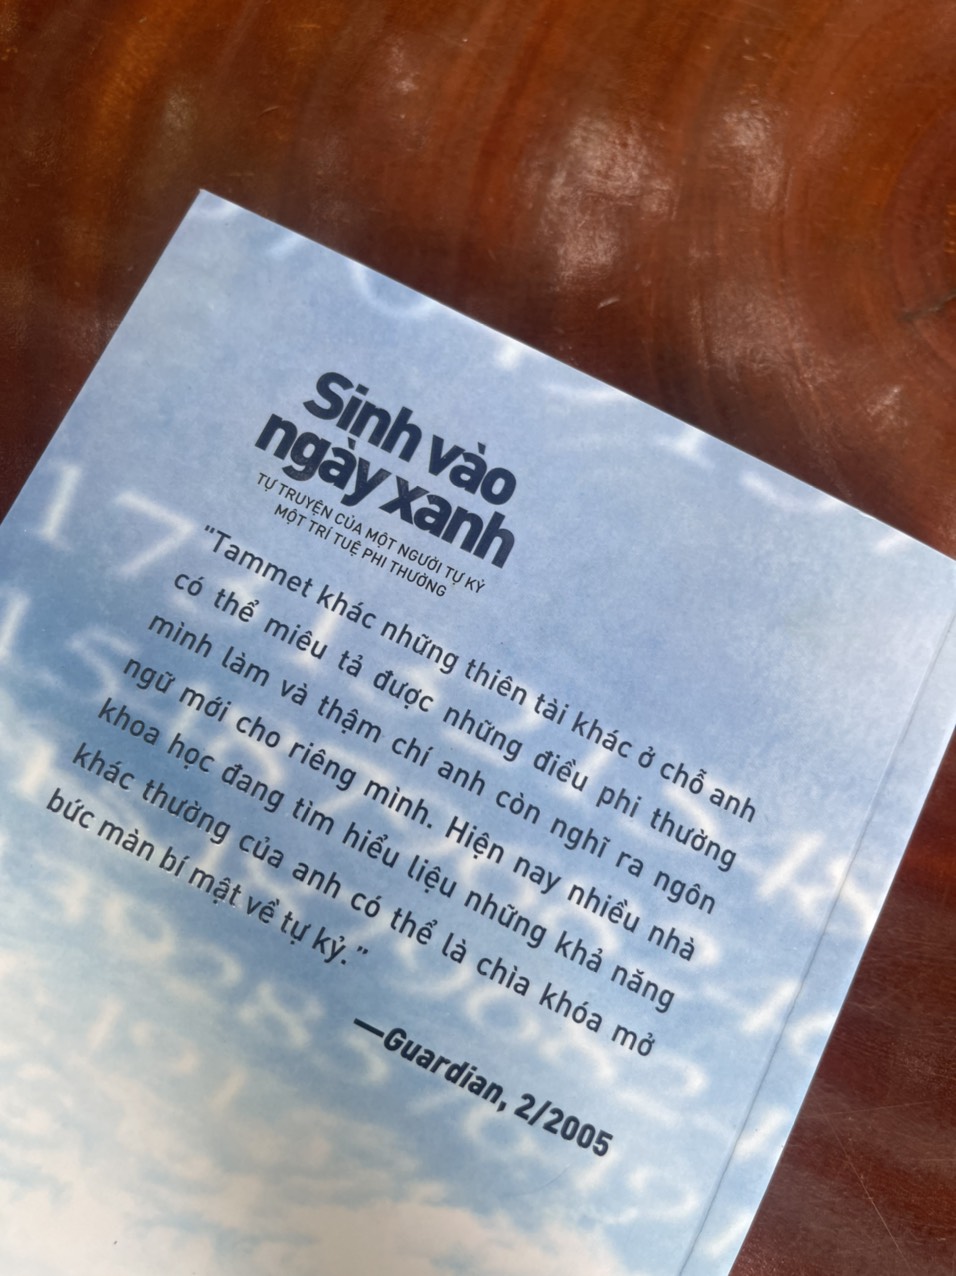 Sinh vào
ngày xanh
TỰ TRUYỆN CỦA MỘT NGƯỜI TỰ KỶ
MỘT TRÍ TUỆ PHI THƯỜNG
"Tammet khác những thiên tài khác ở chỗ anh
có thể miêu tả được những điều phi thường
mình làm và thậm chí anh còn nghĩ ra ngôn
ngữ mới cho riêng mình. Hiện nay nhiều nhà
khoa học đang tìm hiểu liệu những khả năng
khác thường của anh có thể là chìa khóa mở
bức màn bí mật về tự kỷ."
—Guardian, 2/2005